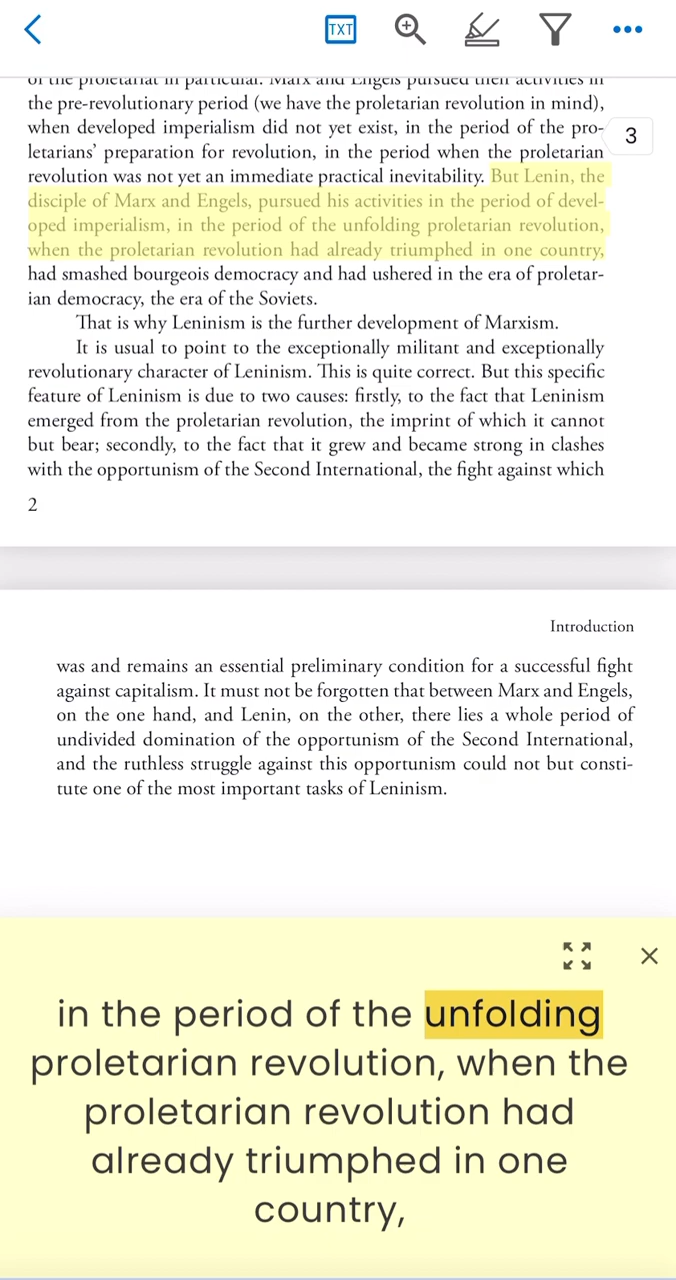 TXT
of the proletariat in particular. Marx and Engels pursued their activities in
the pre-revolutionary period (we have the proletarian revolution in mind),
when developed imperialism did not yet exist, in the period of the pro-
3
letarians’ preparation for revolution, in the period when the proletarian
revolution was not yet an immediate practical inevitability. But Lenin, the
disciple of Marx and Engels, pursued his activities in the period of devel-
oped imperialism, in the period of the unfolding proletarian revolution,
when the proletarian revolution had already triumphed in one country,
had smashed bourgeois democracy and had ushered in the era of proletar-
ian democracy, the era of the Soviets.
That is why Leninism is the further development of Marxism.
It is usual to point to the exceptionally militant and exceptionally
revolutionary character of Leninism. This is quite correct. But this specific
feature of Leninism is due to two causes: firstly, to the fact that Leninism
emerged from the proletarian revolution, the imprint of which it cannot
but bear; secondly, to the fact that it grew and became strong in clashes
with the opportunism of the Second International, the fight against which
2
Introduction
was and remains an essential preliminary condition for a successful fight
against capitalism. It must not be forgotten that between Marx and Engels,
on the one hand, and Lenin, on the other, there lies a whole period of
undivided domination of the opportunism of the Second International,
and the ruthless struggle against this opportunism could not but consti-
tute one of the most important tasks of Leninism.
in the period of the unfolding
proletarian revolution, when the
proletarian revolution had
already triumphed in one
country,